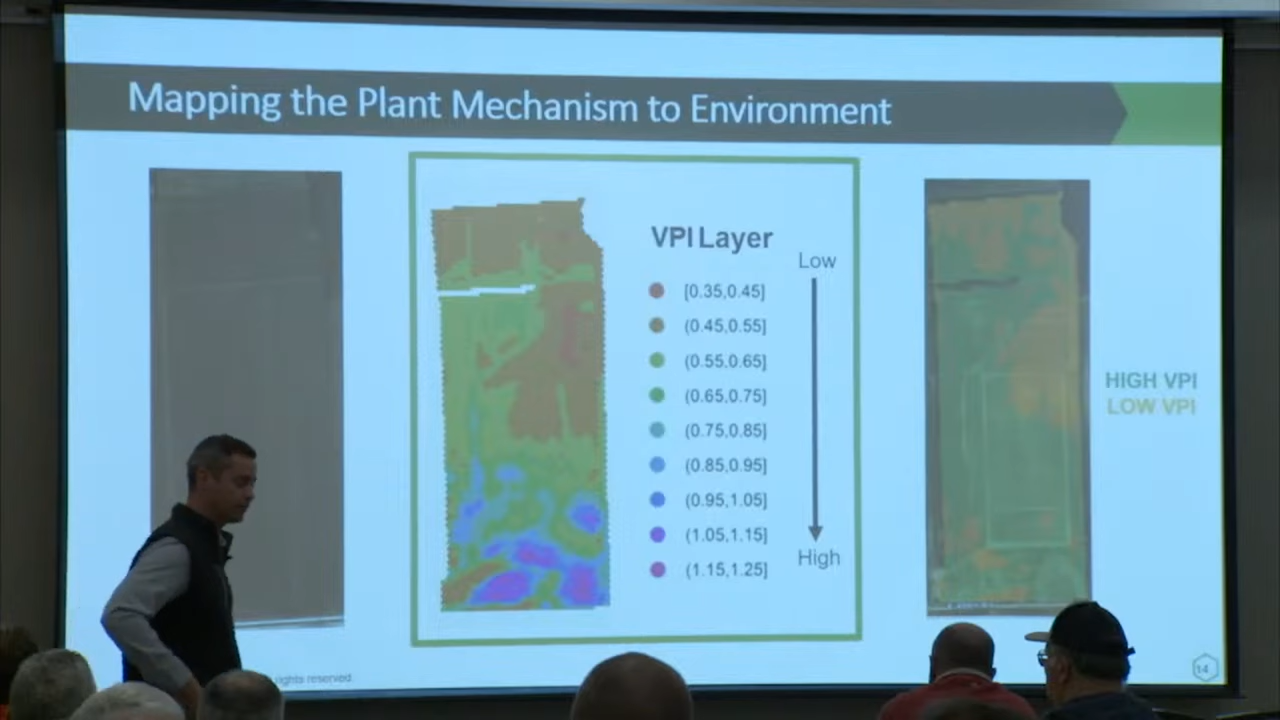 Mapping the Plant Mechanism to Environment
VPI Layer
Low
[0.35,0.45]
(0.45,0.55]
(0.55,0.65]
(0.65,0.75]
(0.75,0.85]
(0.85,0.95]
(0.95,1.05]
(1.05,1.15]
(1.15,1.25]
High
HIGH VPI
LOW VPI
rights reserved.
14